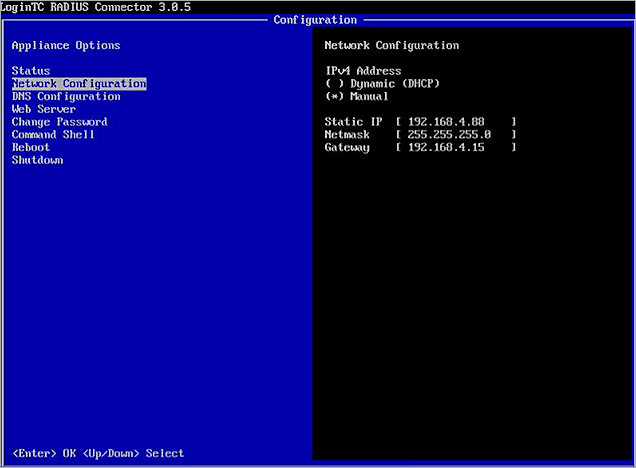 LoginTC RADIUS Connector 3.0.5
Configuration
Appliance Options
Status
Network Configuration
DNS Configuration
Web Server
Change Password
Command Shell
Reboot
Shutdown
<Enter> OK <Up/Down> Select
Network Configuration
IPv4 Address
( ) Dynamic (DHCP)
(*) Manual
Static IP [ 192.168.4.88 ]
Netmask [ 255.255.255.0 ]
Gateway [ 192.168.4.15 ]